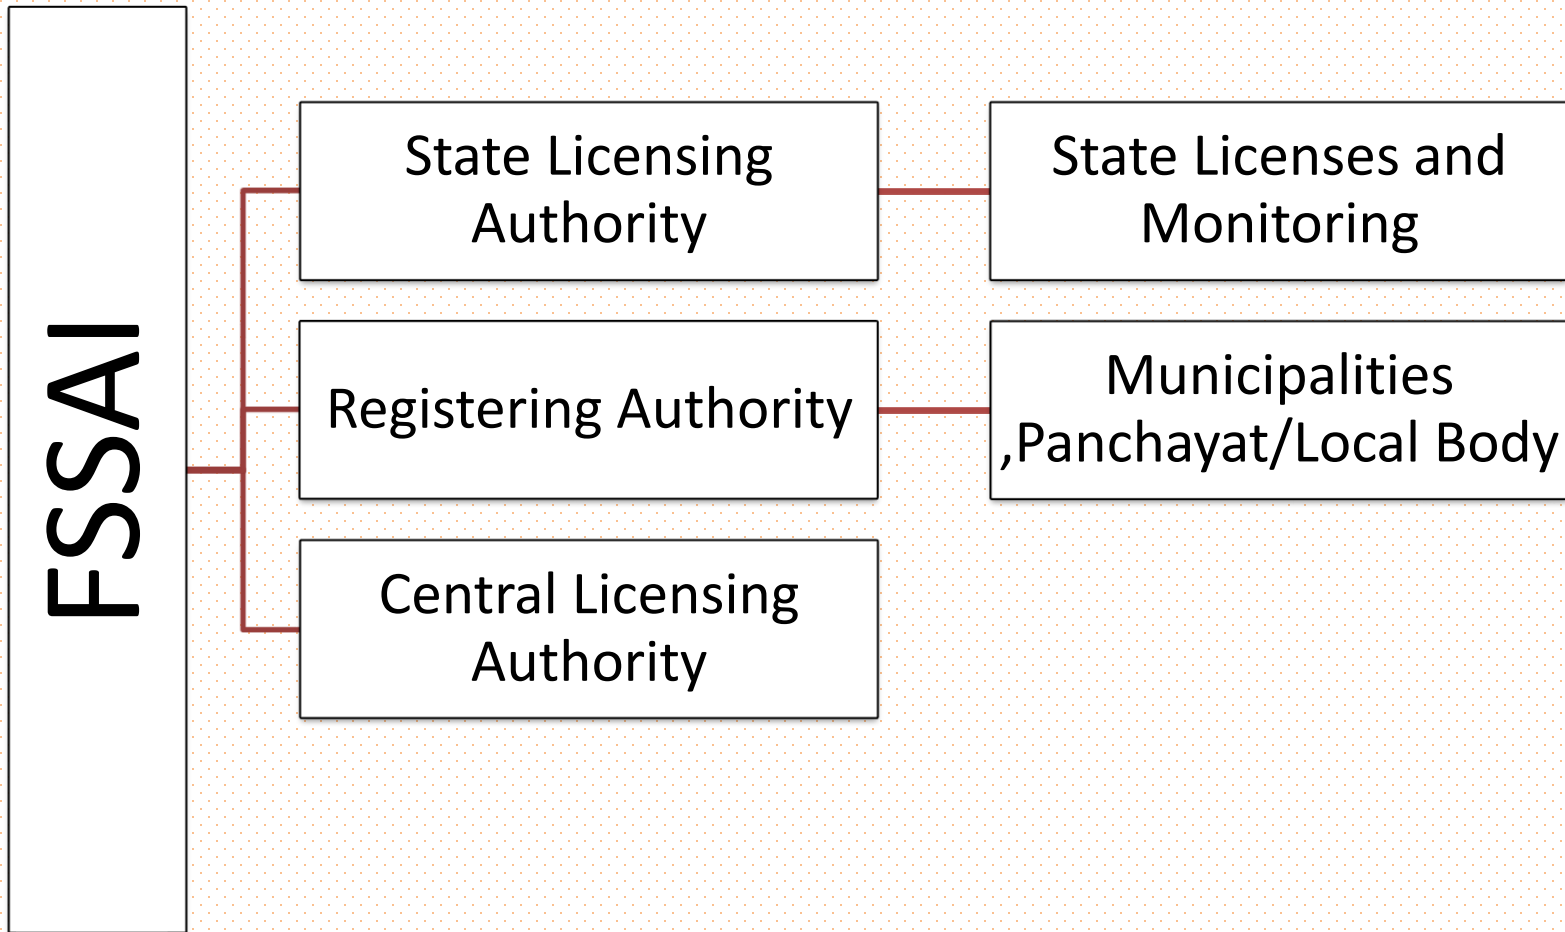 FSSAI
State Licensing
Authority
State Licenses and
Monitoring
Registering Authority
Municipalities
,Panchayat/Local Body
Central Licensing
Authority